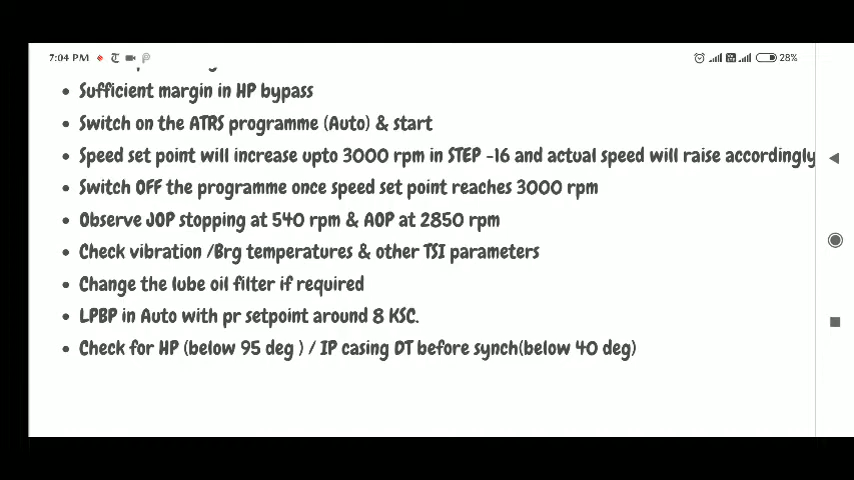 7:04 PM
28%
Sufficient margin in HP bypass
Switch on the ATRS programme (Auto) & start
Speed set point will increase upto 3000 rpm in STEP -16 and actual speed will raise accordingly
Switch OFF the programme once speed set point reaches 3000 rpm
Observe JOP stopping at 540 rpm & AOP at 2850 rpm
Check vibration /Brg temperatures & other TSI parameters
Change the lube oil filter if required
LPBP in Auto with pr setpoint around 8 KSC.
Check for HP (below 95 deg ) / IP casing DT before synch(below 40 deg)